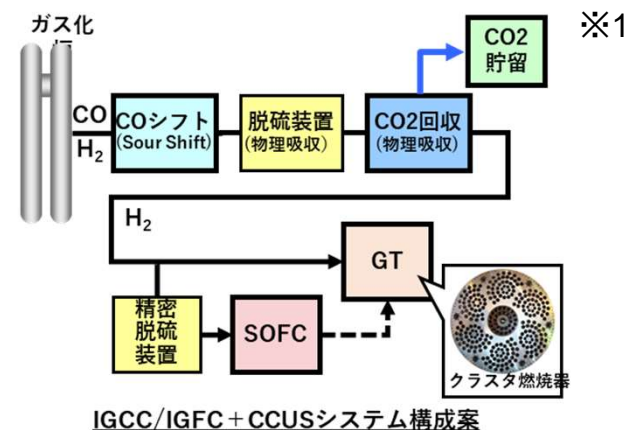 ガス化
※1
CO2
貯留
CO
H₂
COシフト
(Sour Shift)
脱硫装置
(物理吸収)
CO2回収
(物理吸収)
H₂
GT
精密
脱硫
装置
SOFC
クラスタ燃焼器
IGCC/IGFC＋CCUSシステム構成案